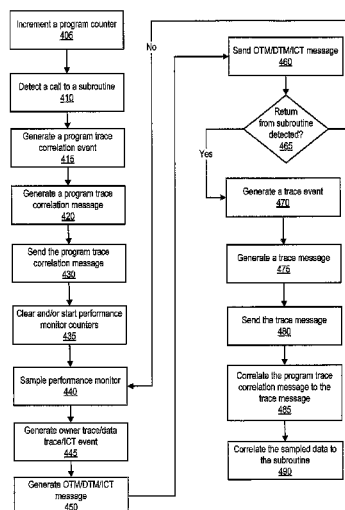 Increment a program counter
405
Detect a call to a subroutine
410
Generate a program trace
correlation event
415
Generate a program trace
correlation message
420
Send the program trace
correlation message
430
Clear and/or start performance
monitor counters
435
Sample performance monitor
440
Generate owner trace/data
trace/ICT event
445
Generate OTM/DTM/ICT
message
450
No
Send OTM/DTM/ICT message
460
Return
from subroutine
detected?
465
Yes
Generate a trace event
470
Generate a trace message
475
Send the trace message
480
Correlate the program trace
correlation message to the
trace message
485
Correlate the sampled data to
the subroutine
490